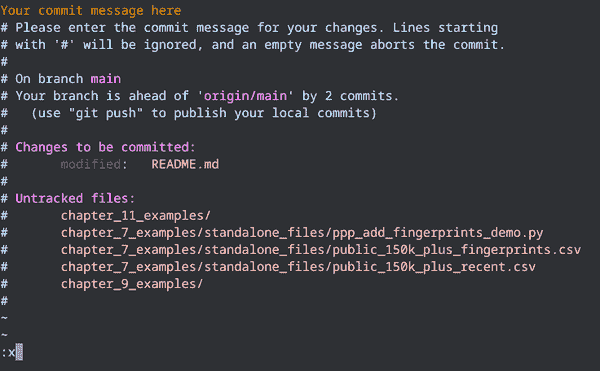 Your commit message here
# Please enter the commit message for your changes. Lines starting
# with '#' will be ignored, and an empty message aborts the commit.
#
# On branch main
# Your branch is ahead of 'origin/main' by 2 commits.
#   (use "git push" to publish your local commits)
#
# Changes to be committed:
#       modified:   README.md
#
# Untracked files:
#       chapter_11_examples/
#       chapter_7_examples/standalone_files/ppp_add_fingerprints_demo.py
#       chapter_7_examples/standalone_files/public_150k_plus_fingerprints.csv
#       chapter_7_examples/standalone_files/public_150k_plus_recent.csv
#       chapter_9_examples/
#
~
~
:x